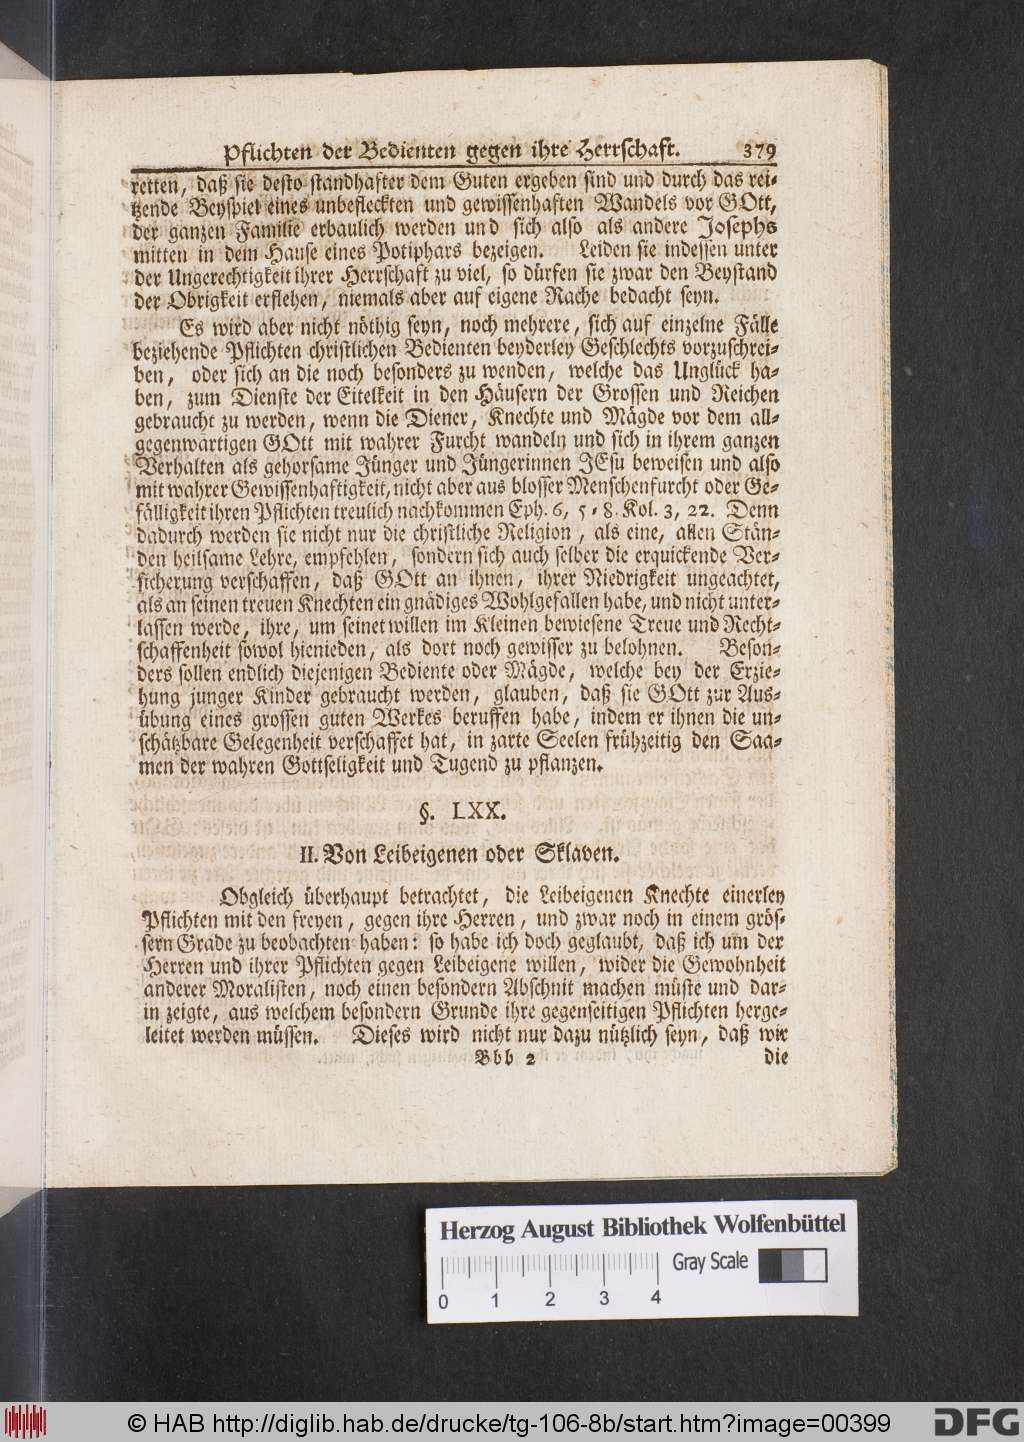 Pflichten der Bedienten gegen ihre Herrschaft. 379
retten, daß sie desto standhafter dem Guten ergeben sind und durch das rei-
tzende Beyspiel eines unbefleckten und gewissenhaften Wandels vor GOtt,
der ganzen Familie erbaulich werden und sich also als andere Josephs
mitten in dem Hause eines Potiphars bezeigen. Leiden sie indessen unter
der Ungerechtigkeit ihrer Herrschaft zu viel, so dürfen sie zwar den Beystand
der Obrigkeit erflehen, niemals aber auf eigene Rache bedacht seyn.
Es wird aber nicht nöthig seyn, noch mehrere, sich auf einzelne Fälle
beziehende Pflichten christlichen Bedienten beyderley Geschlechts vorzuschrei-
ben, oder sich an die noch besonders zu wenden, welche das Unglück ha-
ben, zum Dienste der Eitelkeit in den Häusern der Grossen und Reichen
gebraucht zu werden, wenn die Diener, Knechte und Mägde vor dem all-
gegenwärtigen GOtt mit wahrer Furcht wandeln und sich in ihrem ganzen
Verhalten als gehorsame Jünger und Jüngerinnen JEsu beweisen und also
mit wahrer Gewissenhaftigkeit, nicht aber aus blosser Menschenfurcht oder Ge-
fälligkeit ihren Pflichten treulich nachkommen Eph. 6, 5-8. Kol. 3, 22. Denn
dadurch werden sie nicht nur die christliche Religion, als eine, allen Stän-
den heilsame Lehre, empfehlen, sondern sich auch selber die erquickende Ver-
sicherung verschaffen, daß GOtt an ihnen, ihrer Niedrigkeit ungeachtet,
als an seinen treuen Knechten ein gnädiges Wohlgefallen habe, und nicht unter-
lassen werde, ihre, um seinet willen im Kleinen bewiesene Treue und Recht-
schaffenheit sowol hienieden, als dort noch gewisser zu belohnen. Beson-
ders sollen endlich diejenigen Bediente oder Mägde, welche bey der Erzie-
hung junger Kinder gebraucht werden, glauben, daß sie GOtt zur Aus-
übung eines grossen guten Werkes beruffen habe, indem er ihnen die un-
schätzbare Gelegenheit verschaffet hat, in zarte Seelen frühzeitig den Saa-
men der wahren Gottseligkeit und Tugend zu pflanzen.
§. LXX.
II. Von Leibeigenen oder Sklaven.
Obgleich überhaupt betrachtet, die Leibeigenen Knechte einerley
Pflichten mit den freyen, gegen ihre Herren, und zwar noch in einem grös-
sern Grade zu beobachten haben: so habe ich doch geglaubt, daß ich um der
Herren und ihrer Pflichten gegen Leibeigene willen, wider die Gewohnheit
anderer Moralisten, noch einen besondern Abschnit machen müste und dar-
in zeigte, aus welchem besondern Grunde ihre gegenseitigen Pflichten herge-
leitet werden müssen. Dieses wird nicht nur dazu nützlich seyn, daß wir
Bbb 2 die
Herzog August Bibliothek Wolfenbüttel
Gray Scale
0 1 2 3 4
© HAB http://diglib.hab.de/drucke/tg-106-8b/start.htm?image=00399
DFG